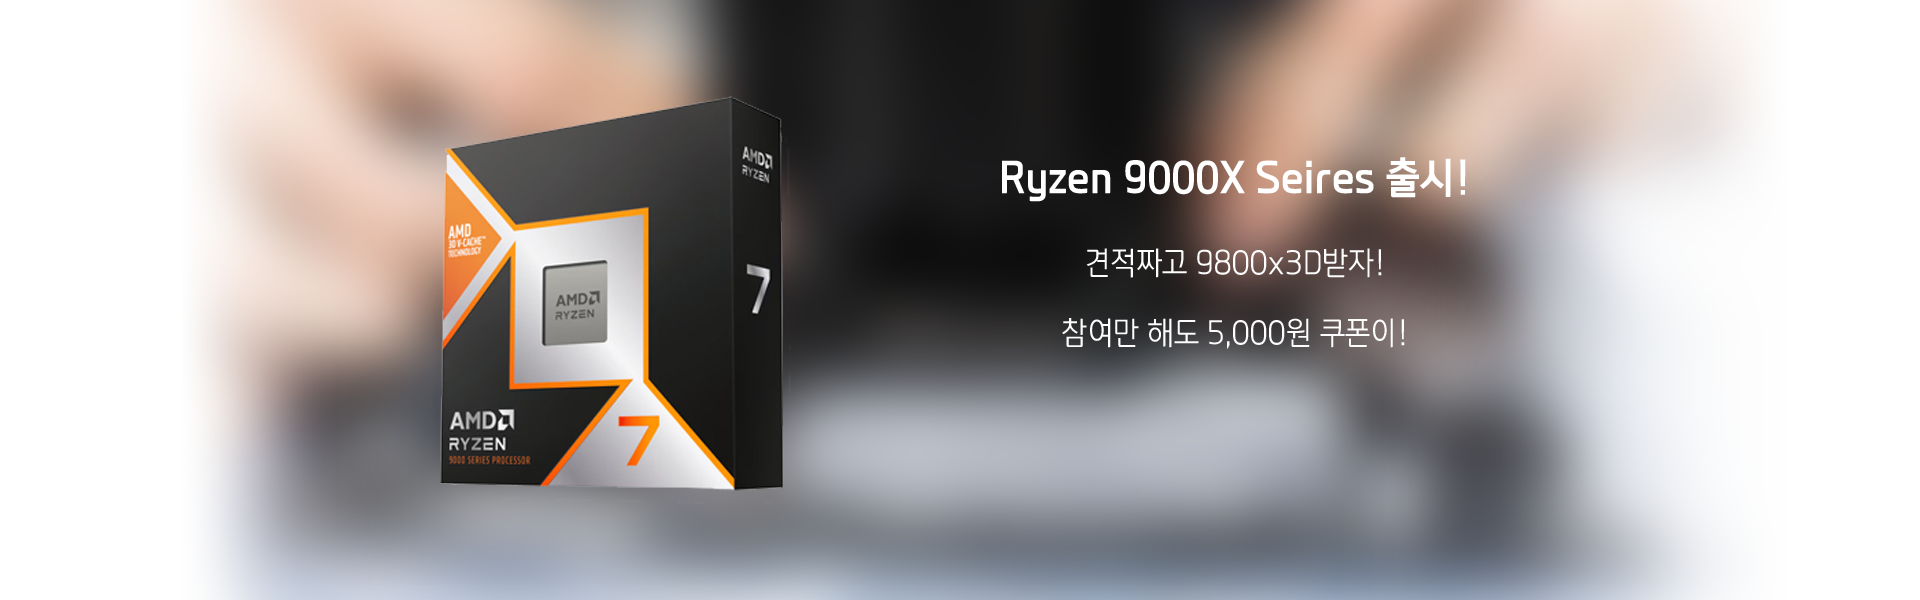 AMD
3D V-CACHE™
TECHNOLOGY
AMD
RYZEN
AMD
RYZEN
9000 SERIES PROCESSOR
7
AMD
RYZEN
7
Ryzen 9000X Seires 출시!
견적짜고 9800x3D받자!
참여만 해도 5,000원 쿠폰이!